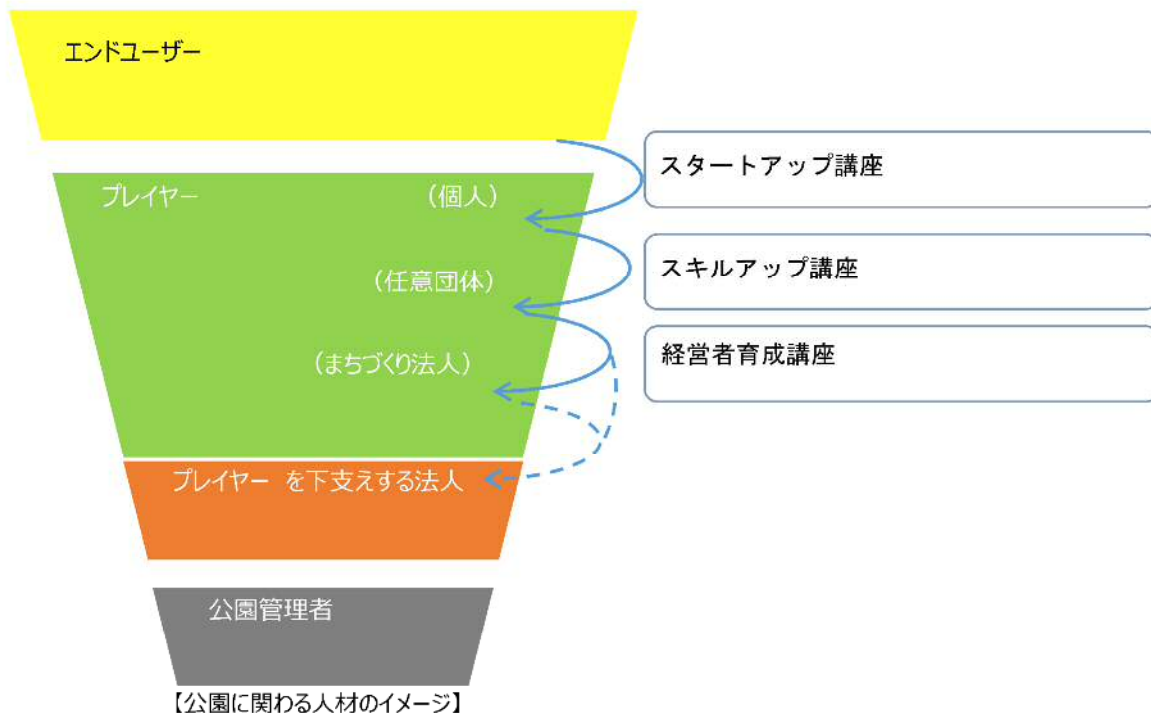 エンドユーザー
スタートアップ講座
プレイヤー (個人)
スキルアップ講座
(任意団体)
経営者育成講座
(まちづくり法人)
プレイヤー を下支えする法人
公園管理者
【公園に関わる人材のイメージ】